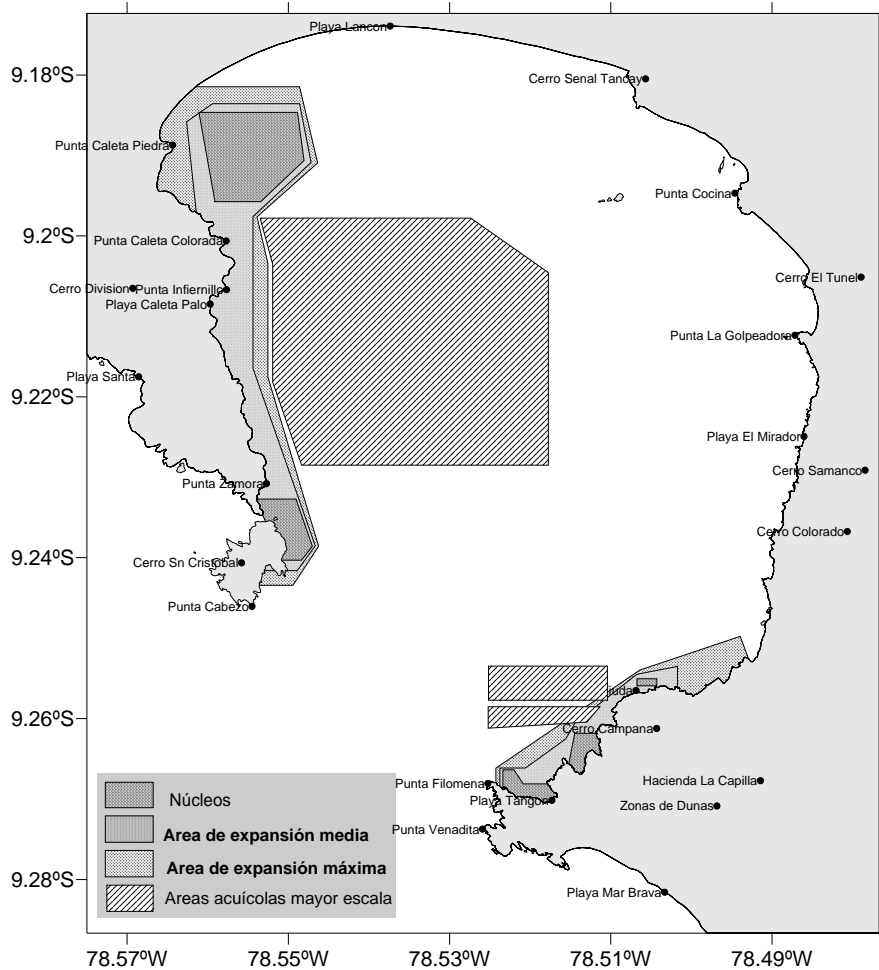 Playa Lancon
9.18ºS
Cerro Senal Tancay
Punta Caleta Piedra
Punta Cocina
9.2ºS
Punta Caleta Colorada
Cerro El Tunel
Cerro Division
Punta Infiernillo
Playa Caleta Palo
Punta La Golpeadora
Playa Santa
9.22ºS
Playa El Mirador
Cerro Samanco
Punta Zamora
Cerro Colorado
9.24ºS
Cerro Sn Cristobal
Punta Cabezo
9.26ºS
Cerro Campana
Punta Filomena
Hacienda La Capilla
Playa Tangon
Zonas de Dunas
Punta Venadita
9.28ºS
Playa Mar Brava
Núcleos
Area de expansión media
Area de expansión máxima
Areas acuícolas mayor escala
78.57ºW
78.55ºW
78.53ºW
78.51ºW
78.49ºW